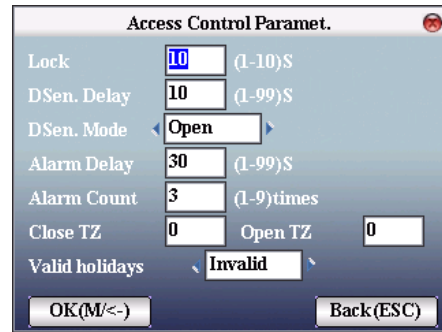 Access Control Paramet.
Lock 10 (1-10)S
DSen. Delay 10 (1-99)S
DSen. Mode Open
Alarm Delay 30 (1-99)S
Alarm Count 3 (1-9)times
Close TZ 0 Open TZ 0
Valid holidays Invalid
OK(M/<-) Back(ESC)